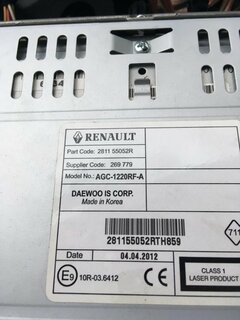 RENAULT
Part Code: 2811 55052R
Supplier Code: 269 779
Model No.: AGC-1220RF-A
DAEWOO IS CORP.
Made in Korea
281155052RTH859
Date 04.04.2012
E9 10R-03.6412
CLASS 1
LASER PRODUCT
711